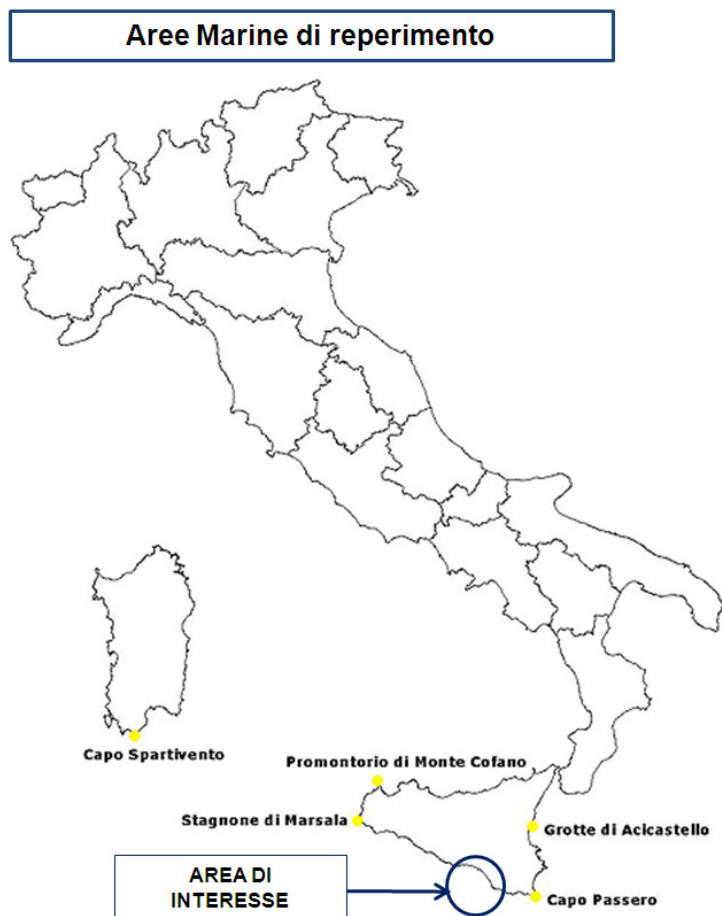 Aree Marine di reperimento
Capo Spartivento
Promontorio di Monte Cofano
Stagnone di Marsala
Grotte di Acicastello
AREA DI
INTERESSE
Capo Passero